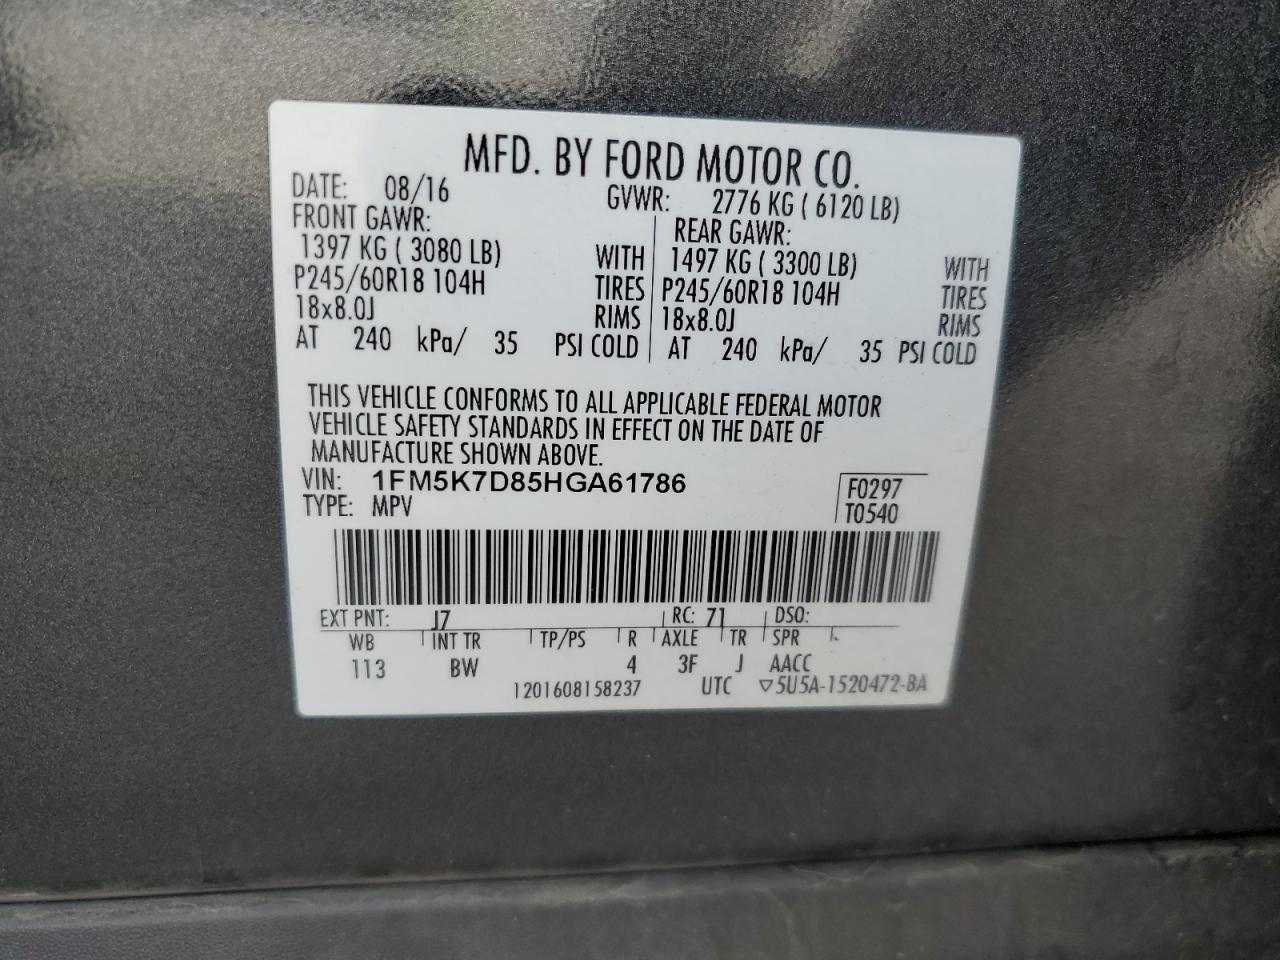 MFD. BY FORD MOTOR CO.
DATE: 08/16 GVWR: 2776 KG ( 6120 LB)
FRONT GAWR: REAR GAWR:
1397 KG ( 3080 LB) WITH 1497 KG ( 3300 LB) WITH
P245/60R18 104H TIRES P245/60R18 104H TIRES
18x8.0J RIMS 18x8.0J RIMS
AT 240 kPa/ 35 PSI COLD AT 240 kPa/ 35 PSI COLD
THIS VEHICLE CONFORMS TO ALL APPLICABLE FEDERAL MOTOR
VEHICLE SAFETY STANDARDS IN EFFECT ON THE DATE OF
MANUFACTURE SHOWN ABOVE.
VIN: 1FM5K7D85HGA61786 F0297
TYPE: MPV T0540
EXT PNT: J7 RC: 71 DSO:
WB INT TR TP/PS R AXLE TR SPR
113 BW 4 3F J AACC
1201608158237 UTC ▽5U5A-1520472-BA